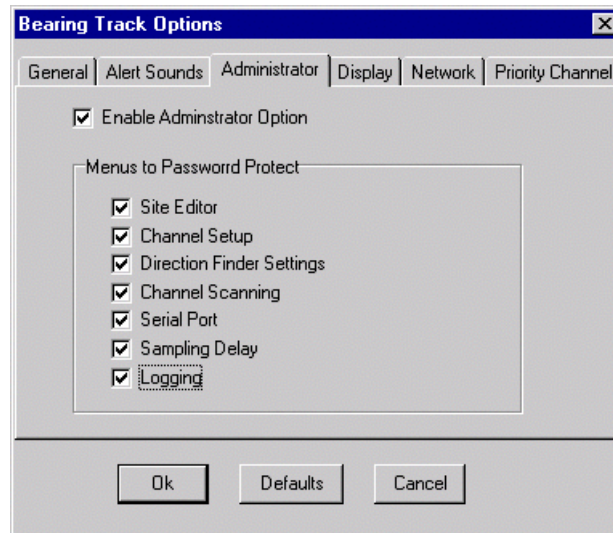 Bearing Track Options
General Alert Sounds Administrator Display Network Priority Channel
Enable Adminstrator Option
Menus to Passworrd Protect
Site Editor
Channel Setup
Direction Finder Settings
Channel Scanning
Serial Port
Sampling Delay
Logging
Ok Defaults Cancel